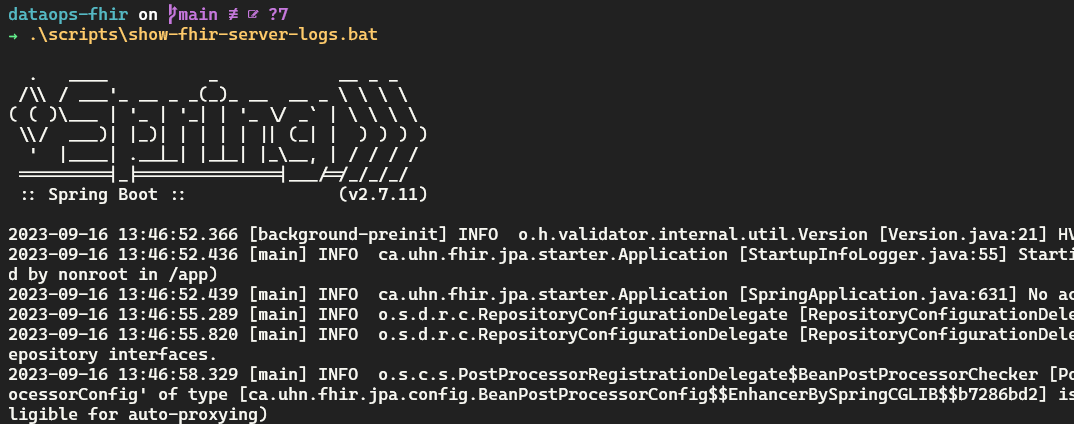 dataops-fhir on main ≢ ?7
→ .\scripts\show-fhir-server-logs.bat
Spring
:: Spring Boot ::                (v2.7.11)
2023-09-16 13:46:52.366 [background-preinit] INFO  o.h.validator.internal.util.Version [Version.java:21] HV
2023-09-16 13:46:52.436 [main] INFO  ca.uhn.fhir.jpa.starter.Application [StartupInfoLogger.java:55] Starti
d by nonroot in /app)
2023-09-16 13:46:52.439 [main] INFO  ca.uhn.fhir.jpa.starter.Application [SpringApplication.java:631] No ac
2023-09-16 13:46:55.289 [main] INFO  o.s.d.r.c.RepositoryConfigurationDelegate [RepositoryConfigurationDele
2023-09-16 13:46:55.820 [main] INFO  o.s.d.r.c.RepositoryConfigurationDelegate [RepositoryConfigurationDele
epository interfaces.
2023-09-16 13:46:58.329 [main] INFO  o.s.c.s.PostProcessorRegistrationDelegate$BeanPostProcessorChecker [Po
ocessorConfig' of type [ca.uhn.fhir.jpa.config.BeanPostProcessorConfig$$EnhancerBySpringCGLIB$$b7286bd2] is
ligible for auto-proxying)